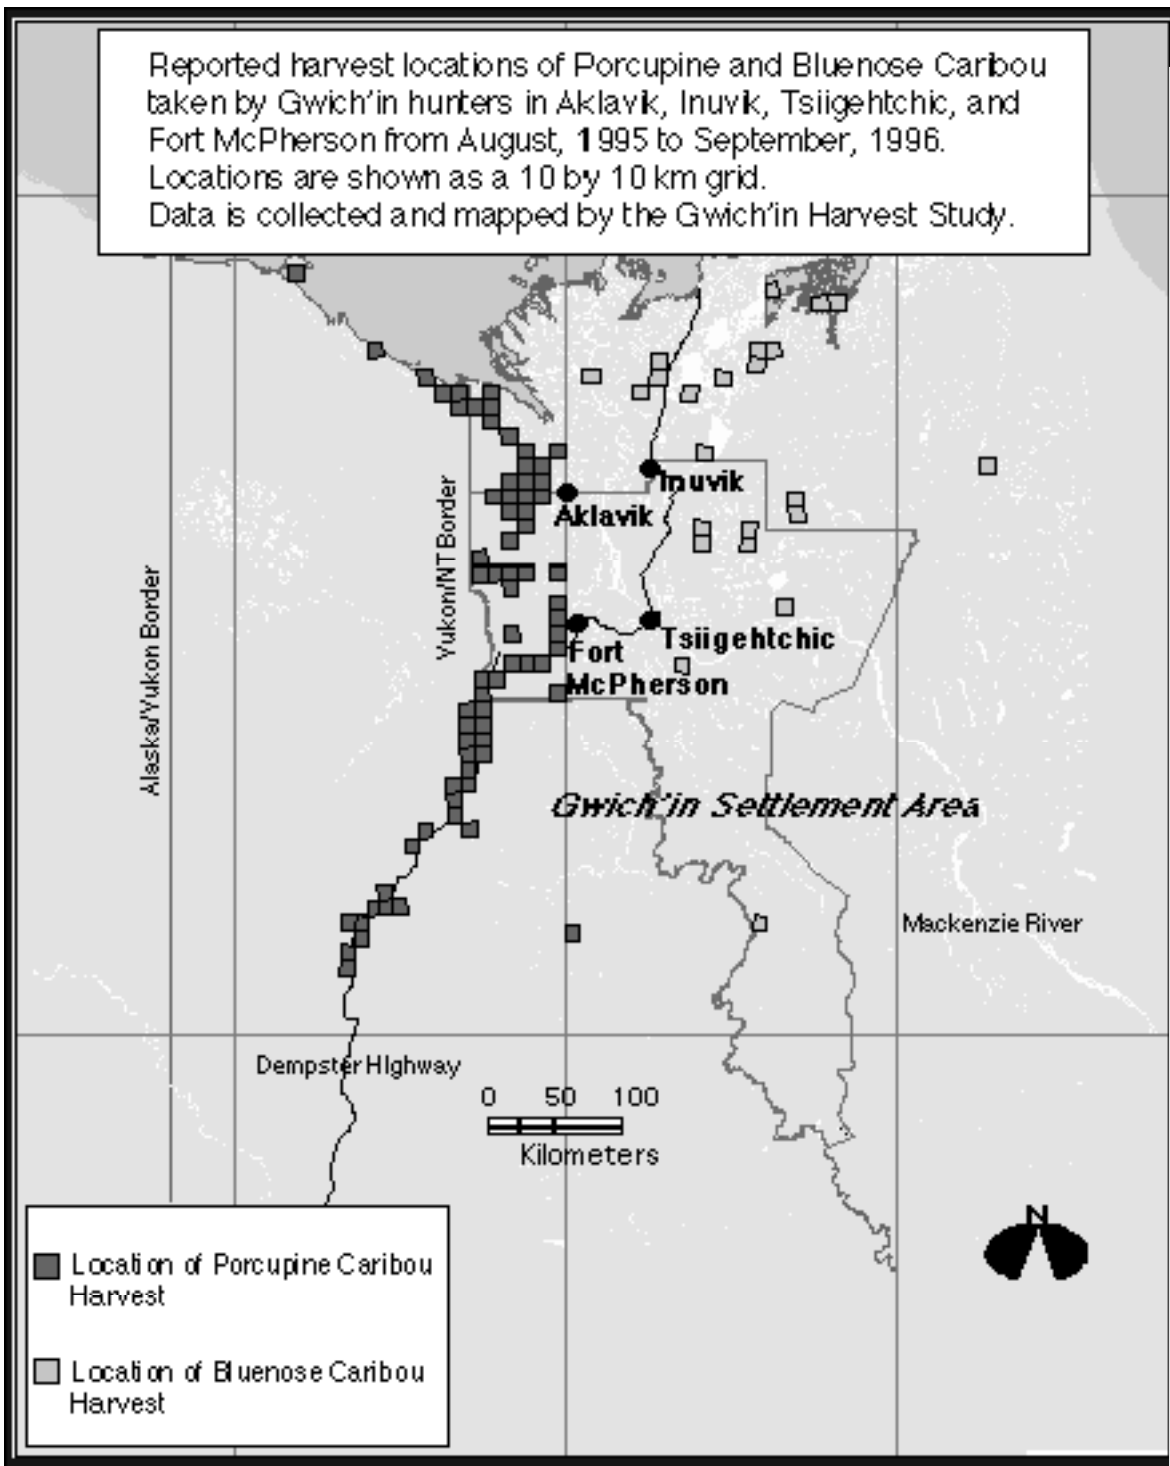 Reported harvest locations of Porcupine and Bluenose Caribou
taken by Gwich'in hunters in Aklavik, Inuvik, Tsiigehtchic, and
Fort McPherson from August, 1995 to September, 1996.
Locations are shown as a 10 by 10 km grid.
Data is collected and mapped by the Gwich'in Harvest Study.
Inuvik
Aklavik
Yukon/NT Border
Alaska/Yukon Border
Tsiigehtchic
Fort
McPherson
Gwich'in Settlement Area
Mackenzie River
Dempster HIghway
0 50 100
Kilometers
N
Location of Porcupine Caribou
Harvest
Location of Bluenose Caribou
Harvest